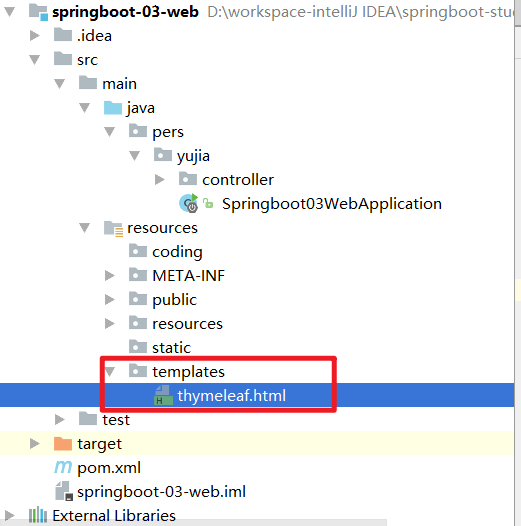 springboot-03-web D:\workspace-intelliJ IDEA\springboot-stud
.idea
src
main
java
pers
yujia
controller
Springboot03WebApplication
resources
coding
META-INF
public
resources
static
templates
thymeleaf.html
test
target
pom.xml
springboot-03-web.iml
External Libraries